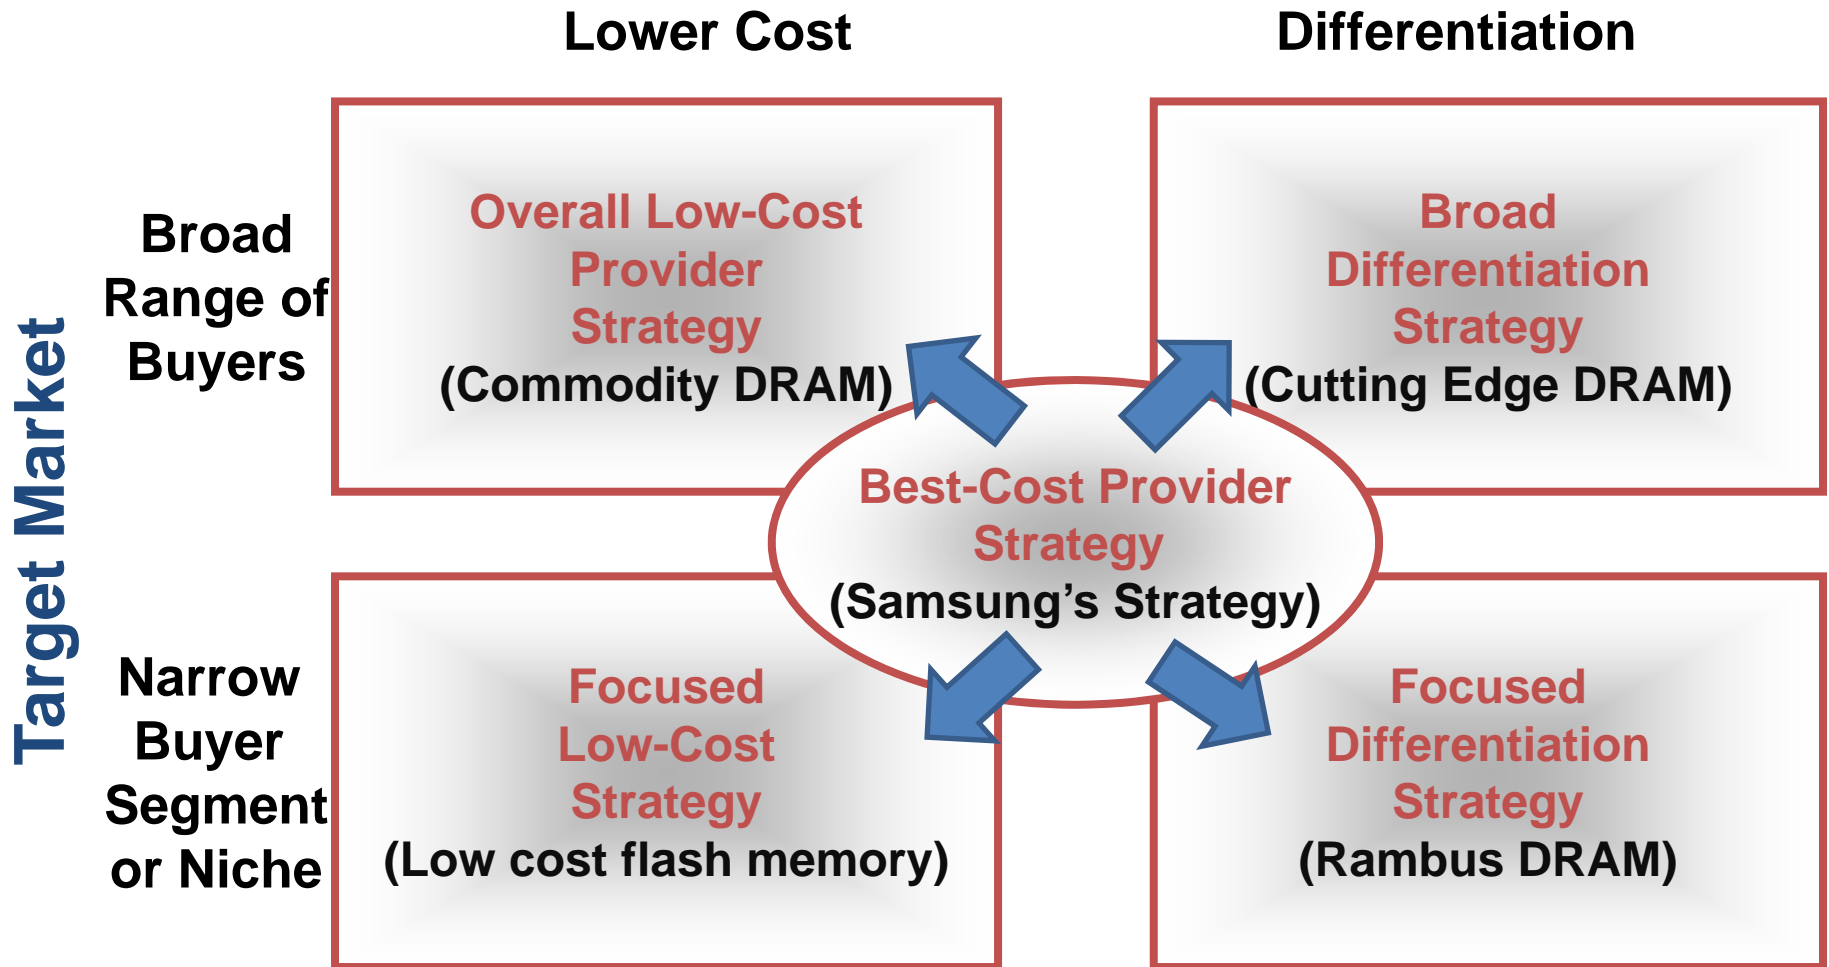 Lower Cost
Differentiation
Target Market
Broad
Range of
Buyers
Overall Low-Cost
Provider
Strategy
(Commodity DRAM)
Broad
Differentiation
Strategy
(Cutting Edge DRAM)
Best-Cost Provider
Strategy
(Samsung’s Strategy)
Narrow
Buyer
Segment
or Niche
Focused
Low-Cost
Strategy
(Low cost flash memory)
Focused
Differentiation
Strategy
(Rambus DRAM)